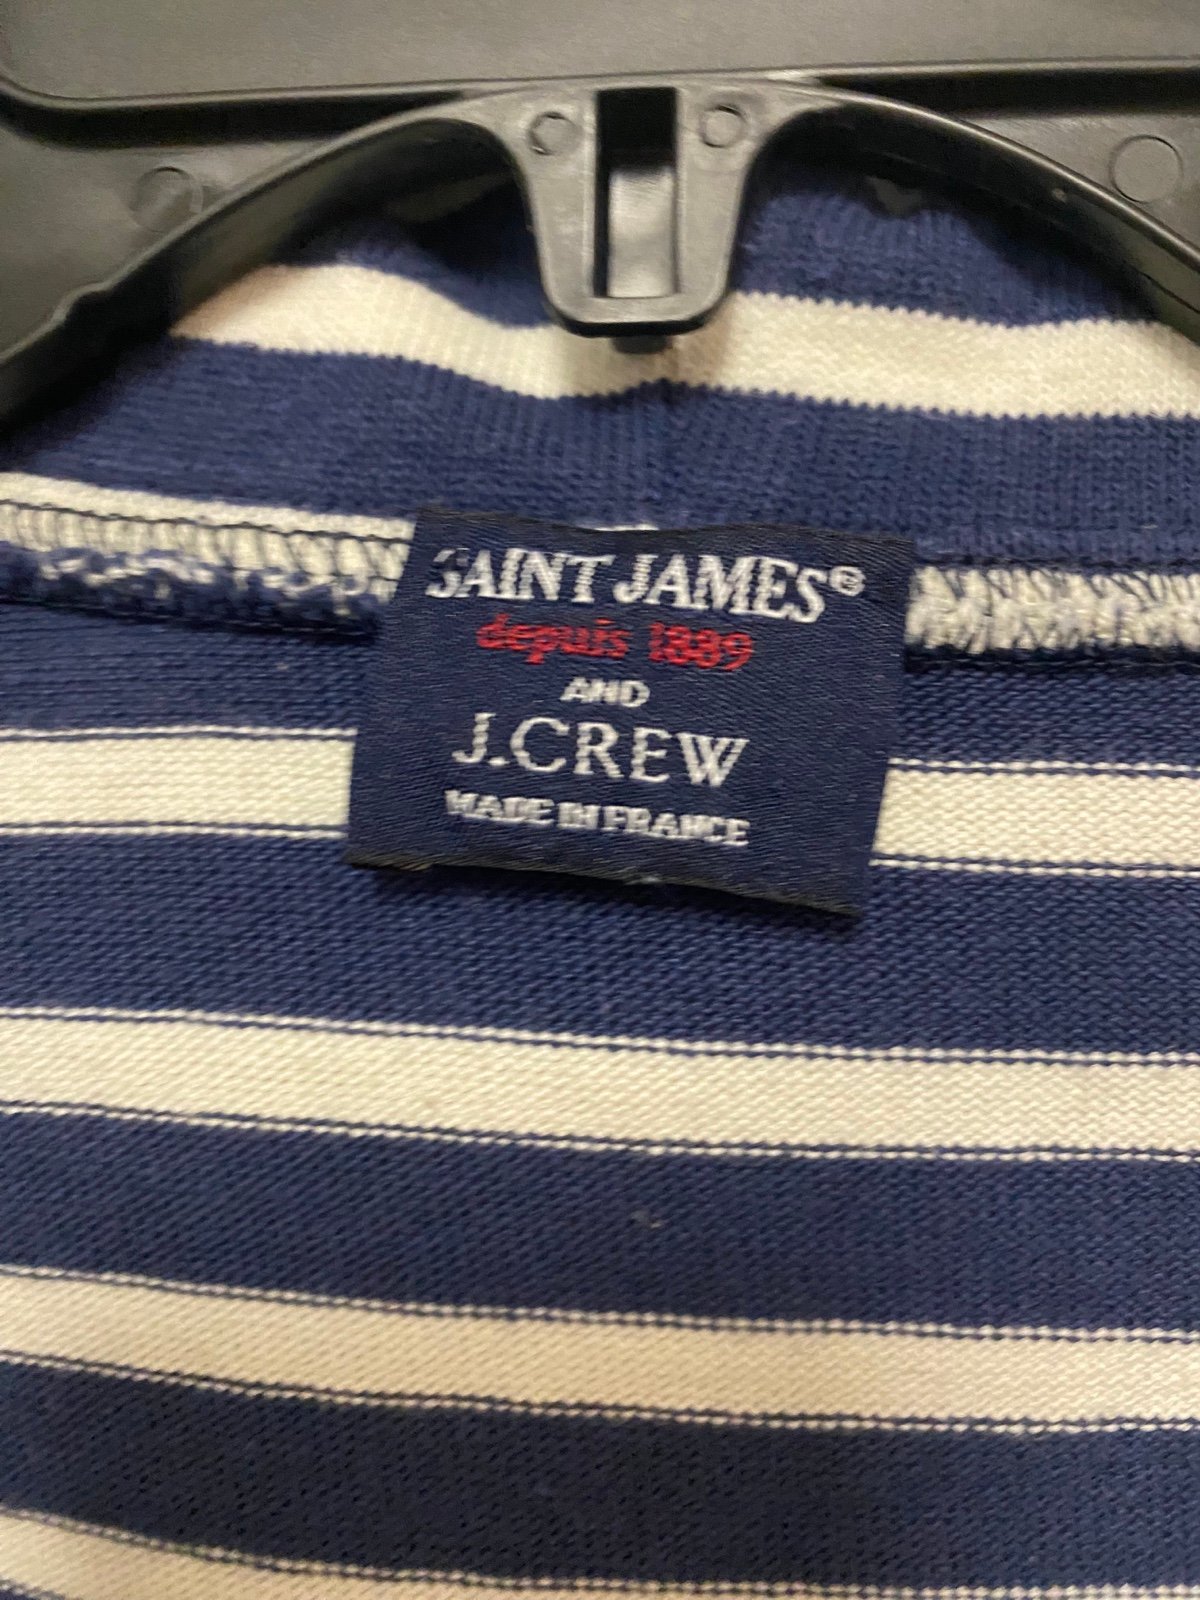 SAINT JAMES®
depuis 1889
AND
J.CREW
MADE IN FRANCE